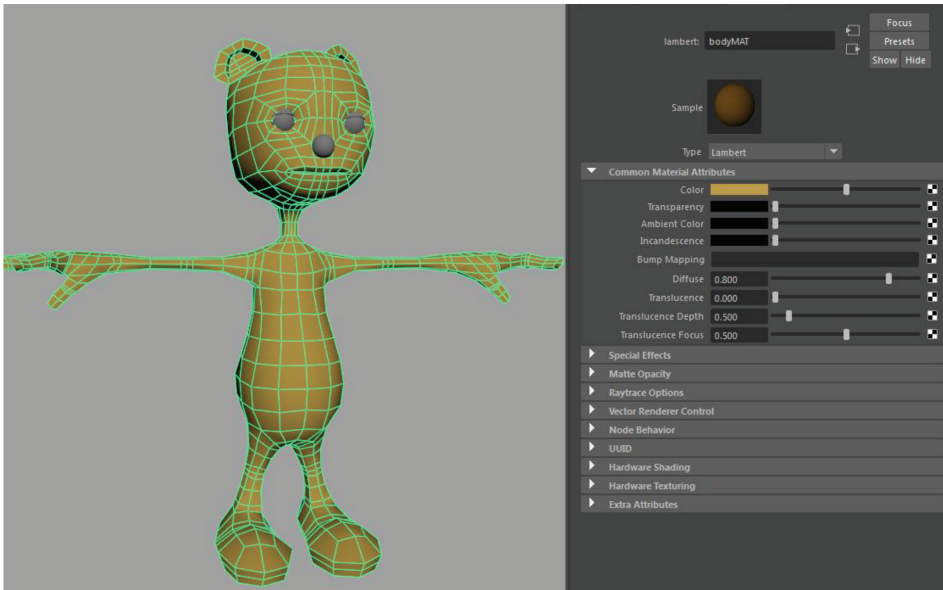 Focus
lambert: bodyMAT
Presets
Show Hide
Sample
Type Lambert
Common Material Attributes
Color
Transparency
Ambient Color
Incandescence
Bump Mapping
Diffuse 0.800
Translucence 0.000
Translucence Depth 0.500
Translucence Focus 0.500
Special Effects
Matte Opacity
Raytrace Options
Vector Renderer Control
Node Behavior
UUID
Hardware Shading
Hardware Texturing
Extra Attributes